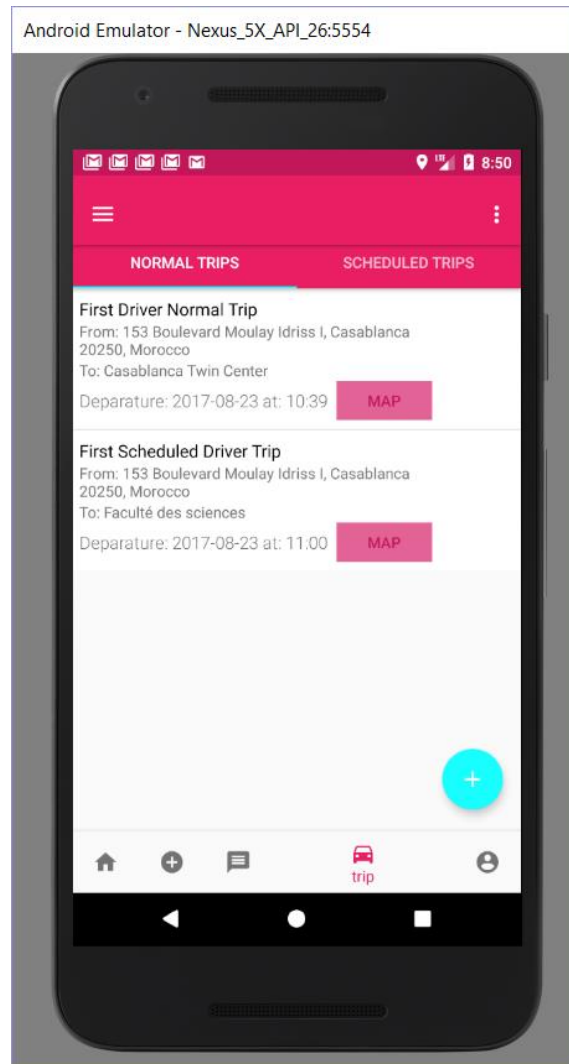 Android Emulator - Nexus_5X_API_26:5554
LTE 8:50
NORMAL TRIPS SCHEDULED TRIPS
First Driver Normal Trip
From: 153 Boulevard Moulay Idriss I, Casablanca
20250, Morocco
To: Casablanca Twin Center
Deparature: 2017-08-23 at: 10:39 MAP
First Scheduled Driver Trip
From: 153 Boulevard Moulay Idriss I, Casablanca
20250, Morocco
To: Faculté des sciences
Deparature: 2017-08-23 at: 11:00 MAP
+
trip